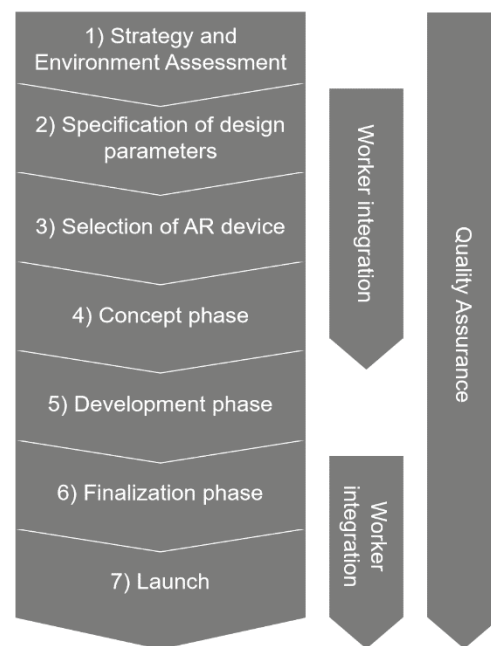 1) Strategy and
Environment Assessment
2) Specification of design
parameters
3) Selection of AR device
4) Concept phase
5) Development phase
6) Finalization phase
7) Launch
Worker integration
Worker
integration
Quality Assurance